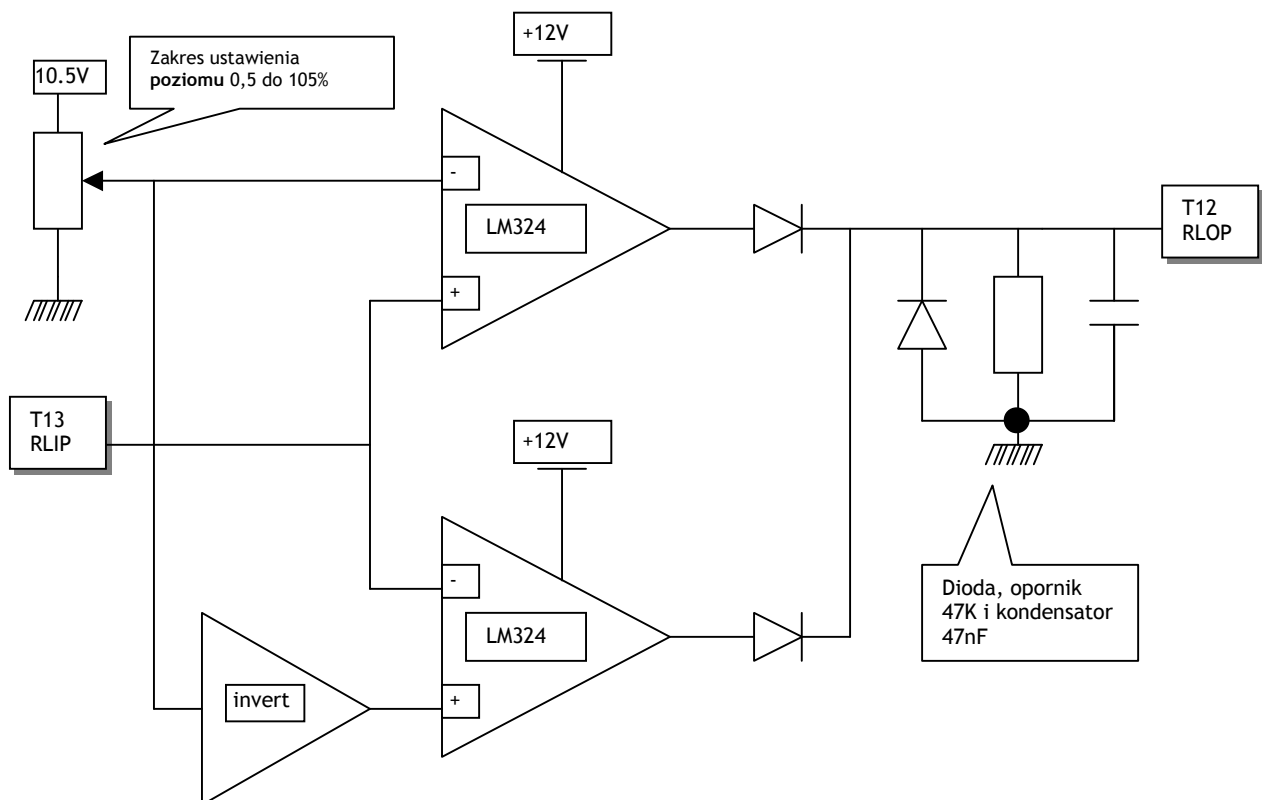 +12V
Zakres ustawienia
poziomu 0,5 do 105%
10.5V
-
LM324
+
T12
RLOP
T13
RLIP
+12V
-
LM324
+
invert
Dioda, opornik
47K i kondensator
47nF